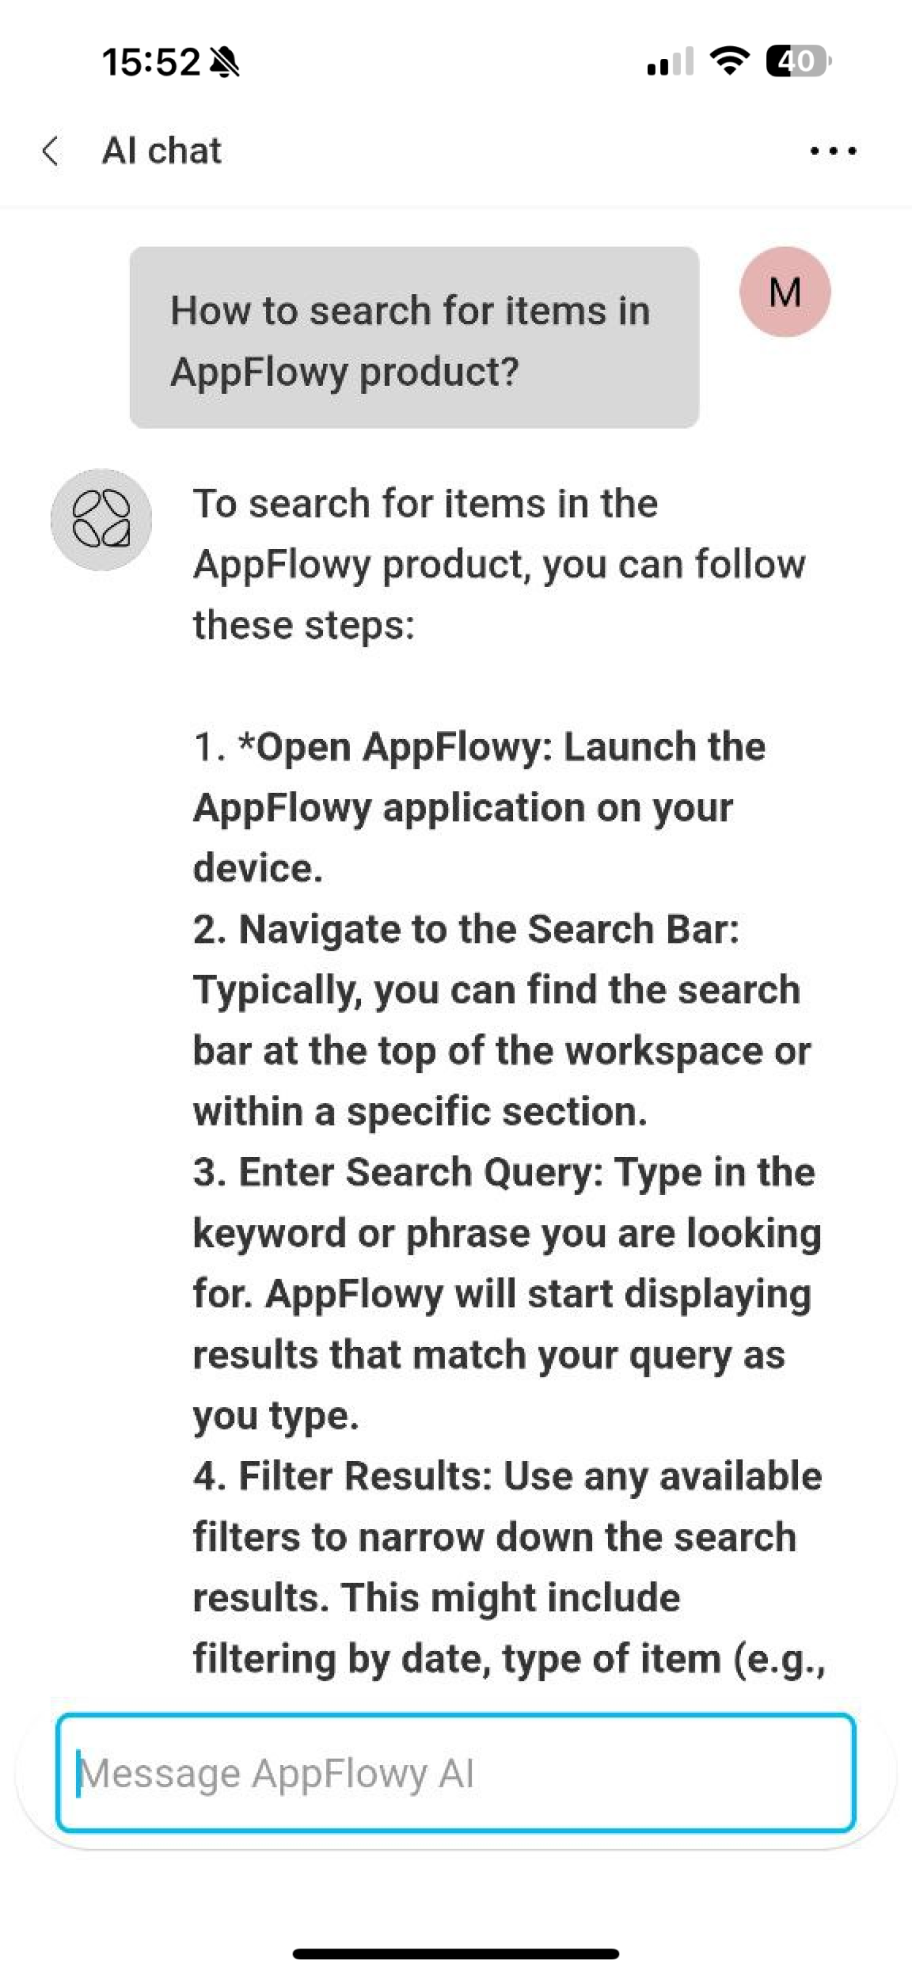 15:52
40
AI chat
How to search for items in
AppFlowy product?
M
To search for items in the
AppFlowy product, you can follow
these steps:
1. *Open AppFlowy: Launch the
AppFlowy application on your
device.
2. Navigate to the Search Bar:
Typically, you can find the search
bar at the top of the workspace or
within a specific section.
3. Enter Search Query: Type in the
keyword or phrase you are looking
for. AppFlowy will start displaying
results that match your query as
you type.
4. Filter Results: Use any available
filters to narrow down the search
results. This might include
filtering by date, type of item (e.g.,
Message AppFlowy AI